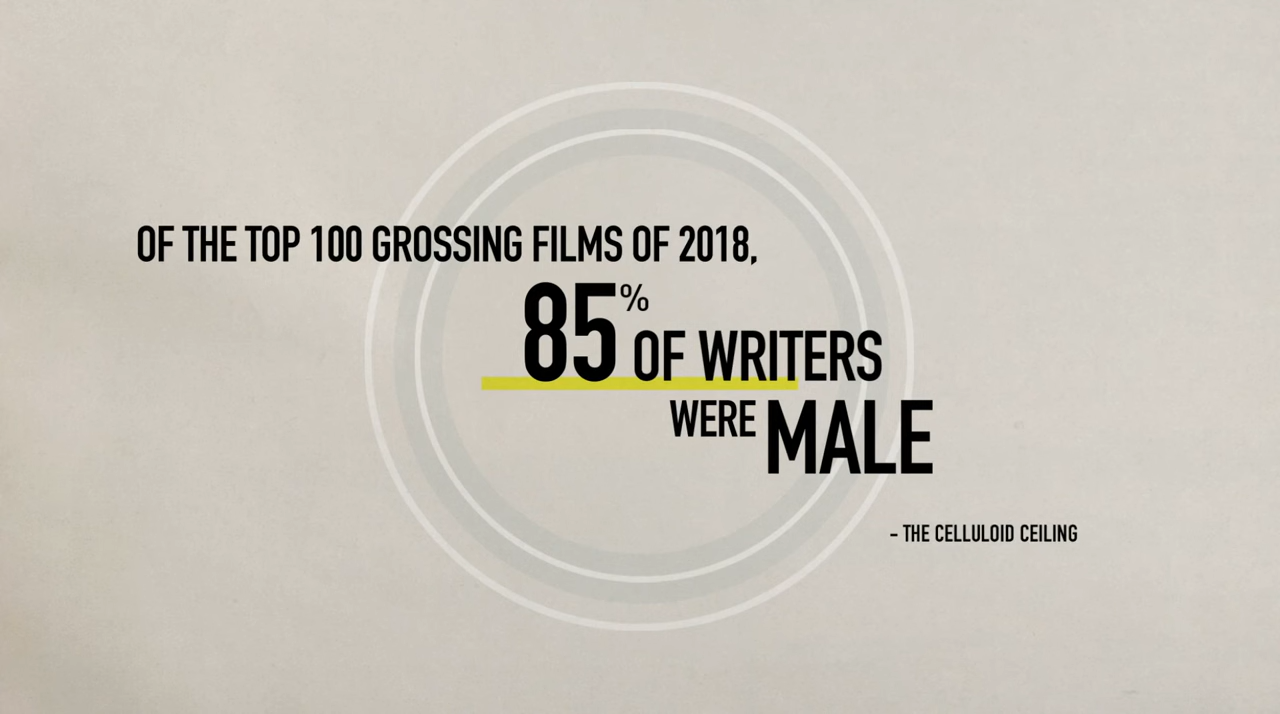 OF THE TOP 100 GROSSING FILMS OF 2018,
85% OF WRITERS
WERE MALE
- THE CELLULOID CEILING